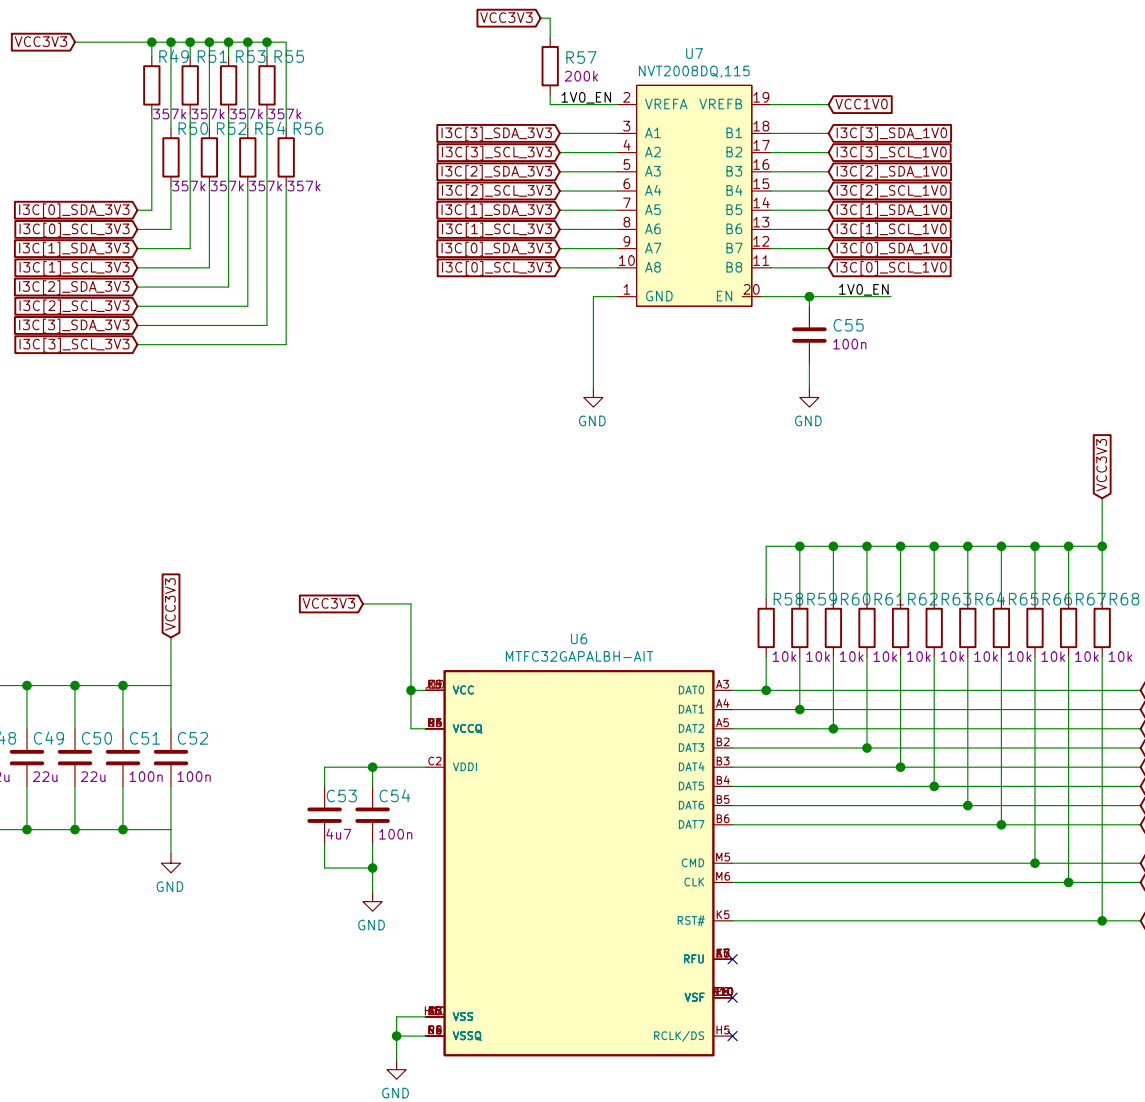 VCC3V3
R49 R51 R53 R55
357k 357k 357k 357k
R50 R52 R54 R56
357k 357k 357k 357k
I3C[0]_SDA_3V3
I3C[0]_SCL_3V3
I3C[1]_SDA_3V3
I3C[1]_SCL_3V3
I3C[2]_SDA_3V3
I3C[2]_SCL_3V3
I3C[3]_SDA_3V3
I3C[3]_SCL_3V3
VCC3V3
R57
200k
1V0_EN
U7
NVT2008DQ,115
2 VREFA VREFB 19 VCC1V0
I3C[3]_SDA_3V3 3 A1 B1 18 I3C[3]_SDA_1V0
I3C[3]_SCL_3V3 4 A2 B2 17 I3C[3]_SCL_1V0
I3C[2]_SDA_3V3 5 A3 B3 16 I3C[2]_SDA_1V0
I3C[2]_SCL_3V3 6 A4 B4 15 I3C[2]_SCL_1V0
I3C[1]_SDA_3V3 7 A5 B5 14 I3C[1]_SDA_1V0
I3C[1]_SCL_3V3 8 A6 B6 13 I3C[1]_SCL_1V0
I3C[0]_SDA_3V3 9 A7 B7 12 I3C[0]_SDA_1V0
I3C[0]_SCL_3V3 10 A8 B8 11 I3C[0]_SCL_1V0
1 GND EN 20 1V0_EN
C55
100n
GND GND
VCC3V3
C49 C50 C51 C52
22u 22u 100n 100n
GND
VCC3V3
U6
MTFC32GAPALBH-AIT
VCC
VCCQ
C2 VDDI
C53 C54
4u7 100n
GND
VSS
VSSQ
GND
VCC3V3
R58 R59 R60 R61 R62 R63 R64 R65 R66 R67 R68
10k 10k 10k 10k 10k 10k 10k 10k 10k 10k 10k
DAT0 A3
DAT1 A4
DAT2 A5
DAT3 B2
DAT4 B3
DAT5 B4
DAT6 B5
DAT7 B6
CMD M5
CLK M6
RST# K5
RFU
VSF
RCLK/DS H5